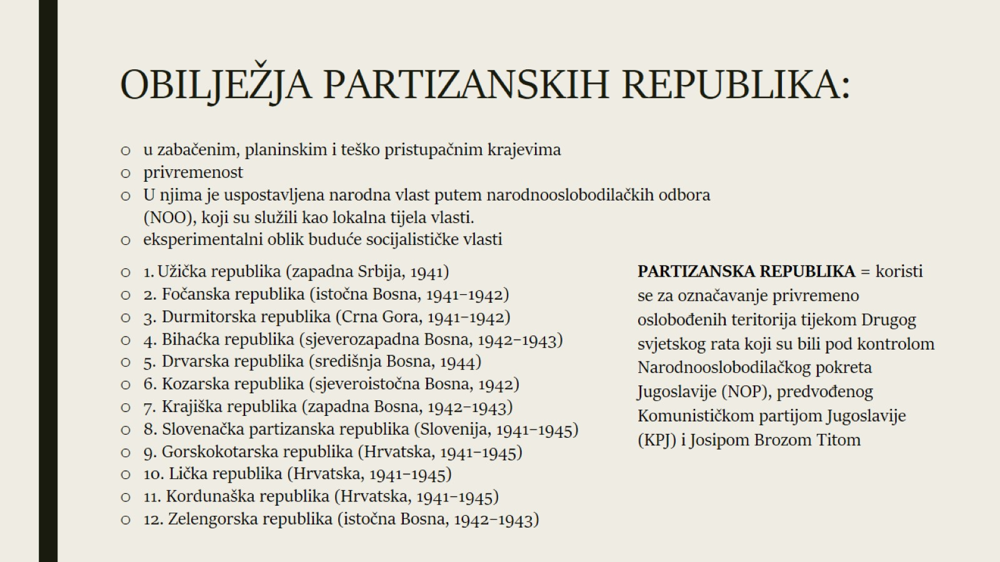 OBILJEŽJA PARTIZANSKIH REPUBLIKA:
o u zabačenim, planinskim i teško pristupačnim krajevima
o privremenost
o U njima je uspostavljena narodna vlast putem narodnooslobodilačkih odbora
(NOO), koji su služili kao lokalna tijela vlasti.
o eksperimentalni oblik buduće socijalističke vlasti
o 1. Užička republika (zapadna Srbija, 1941)
o 2. Fočanska republika (istočna Bosna, 1941–1942)
o 3. Durmitorska republika (Crna Gora, 1941–1942)
o 4. Bihaćka republika (sjeverozapadna Bosna, 1942–1943)
o 5. Drvarska republika (središnja Bosna, 1944)
o 6. Kozarska republika (sjeveroistočna Bosna, 1942)
o 7. Krajiška republika (zapadna Bosna, 1942–1943)
o 8. Slovenačka partizanska republika (Slovenija, 1941–1945)
o 9. Gorskokotarska republika (Hrvatska, 1941–1945)
o 10. Lička republika (Hrvatska, 1941–1945)
o 11. Kordunaška republika (Hrvatska, 1941–1945)
o 12. Zelengorska republika (istočna Bosna, 1942–1943)
PARTIZANSKA REPUBLIKA = koristi
se za označavanje privremeno
oslobođenih teritorija tijekom Drugog
svjetskog rata koji su bili pod kontrolom
Narodnooslobodilačkog pokreta
Jugoslavije (NOP), predvođenog
Komunističkom partijom Jugoslavije
(KPJ) i Josipom Brozom Titom